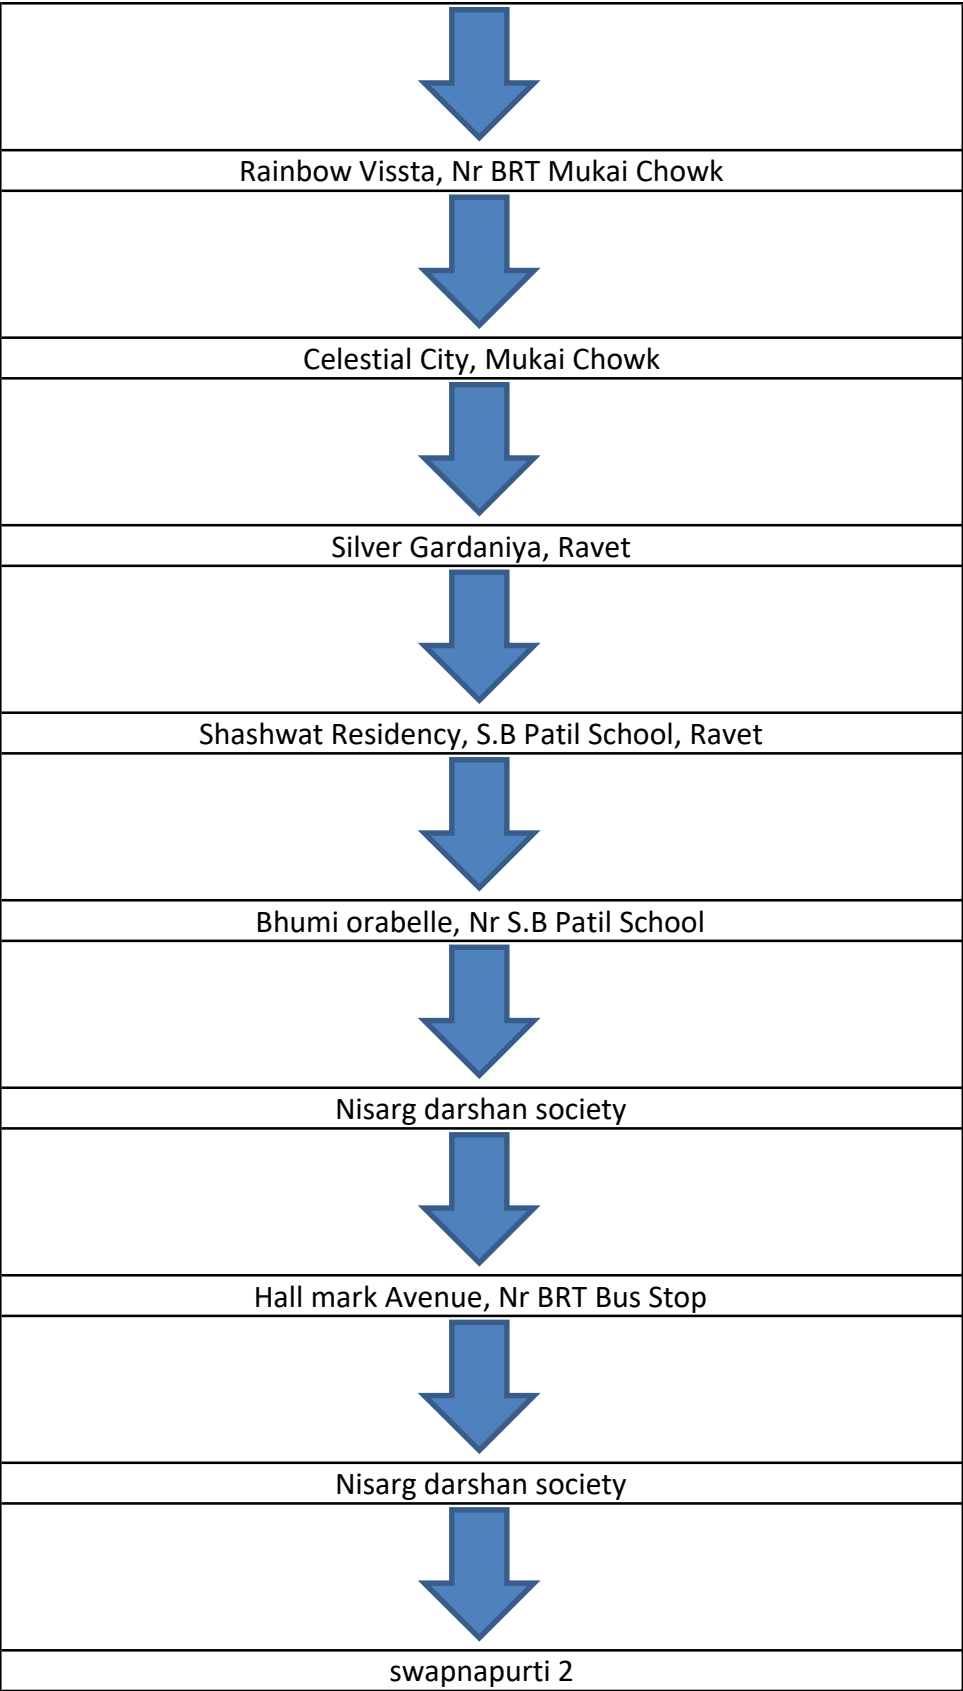 Rainbow Vissta, Nr BRT Mukai Chowk
Celestial City, Mukai Chowk
Silver Gardaniya, Ravet
Shashwat Residency, S.B Patil School, Ravet
Bhumi orabelle, Nr S.B Patil School
Nisarg darshan society
Hall mark Avenue, Nr BRT Bus Stop
Nisarg darshan society
swapnapurti 2